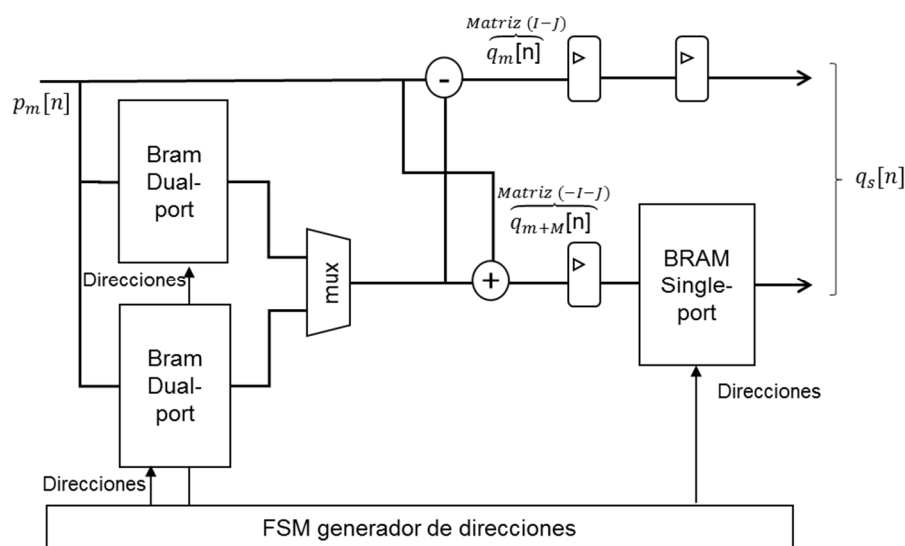 Matriz (I−J)
q_m[n]
-
p_m[n]
Bram
Dual-
port
q_s[n]
Matriz (−I−J)
q_{m+M}[n]
mux
+
BRAM
Single-
port
Direcciones
Bram
Dual-
port
Direcciones
Direcciones
FSM generador de direcciones